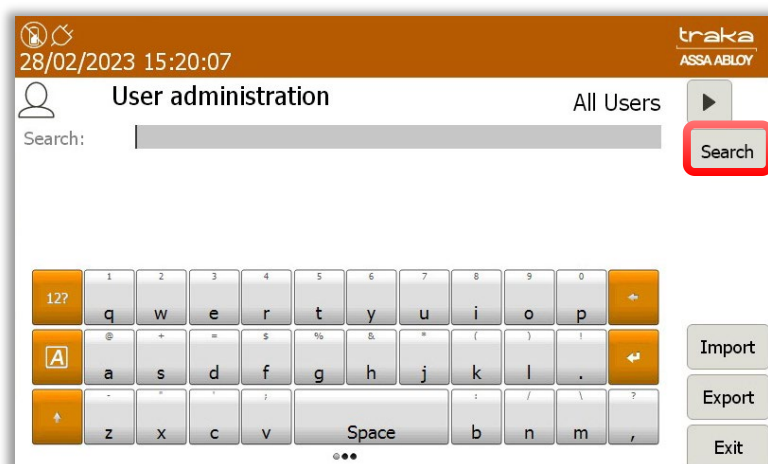 traka
28/02/2023 15:20:07
ASSA ABLOY
User administration
All Users
Search:
Search
1 2 3 4 5 6 7 8 9 0
12? q w e r t y u i o p
@ + = $ % & * ( ) !
A a s d f g h j k l .
- " ' ; : / \ ?
z x c v Space b n m ,
Import
Export
Exit